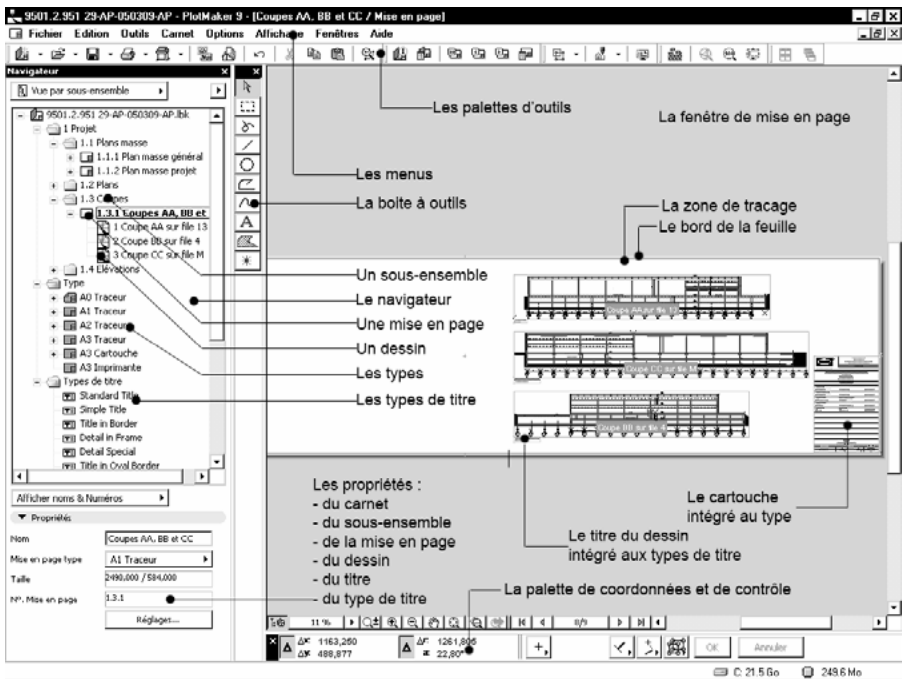 9501.2.951 29-AP-050309-AP - PlotMaker 9 - [Coupes AA, BB et CC / Mise en page]
Fichier Edition Outils Carnet Options Affichage Fenêtres Aide
Navigateur
Vue par sous-ensemble
9501.2.951 29-AP-050309-AP.lbk
1 Projet
1.1 Plans masse
1.1.1 Plan masse général
1.1.2 Plan masse projet
1.2 Plans
1.3 Coupes
1.3.1 Coupes AA, BB et
1 Coupe AA sur file 13
2 Coupe BB sur file 4
3 Coupe CC sur file M
1.4 Elévations
Type
A0 Traceur
A1 Traceur
A2 Traceur
A3 Traceur
A3 Cartouche
A3 Imprimante
Types de titre
Standard Title
Simple Title
Title in Border
Detail in Frame
Detail Special
Title in Oval Border
Afficher noms & Numéros
Propriétés
Nom
Coupes AA, BB et CC
Mise en page type
A1 Traceur
Taille
2490,000 / 584,000
N°. Mise en page
1.3.1
Réglages...
Les palettes d'outils
La fenêtre de mise en page
Les menus
La boite à outils
La zone de tracage
Le bord de la feuille
Un sous-ensemble
Le navigateur
Une mise en page
Un dessin
Les types
Les types de titre
Coupe AA sur file 13
Coupe CC sur file M
Coupe BB sur file 4
Les propriétés :
- du carnet
- du sous-ensemble
- de la mise en page
- du dessin
- du titre
- du type de titre
Le cartouche
intégré au type
Le titre du dessin
intégré aux types de titre
La palette de coordonnées et de contrôle
11 %
8/9
1163,250
488,877
1261,805
22,80°
OK
Annuler
C: 21.5 Go
249.6 Mo